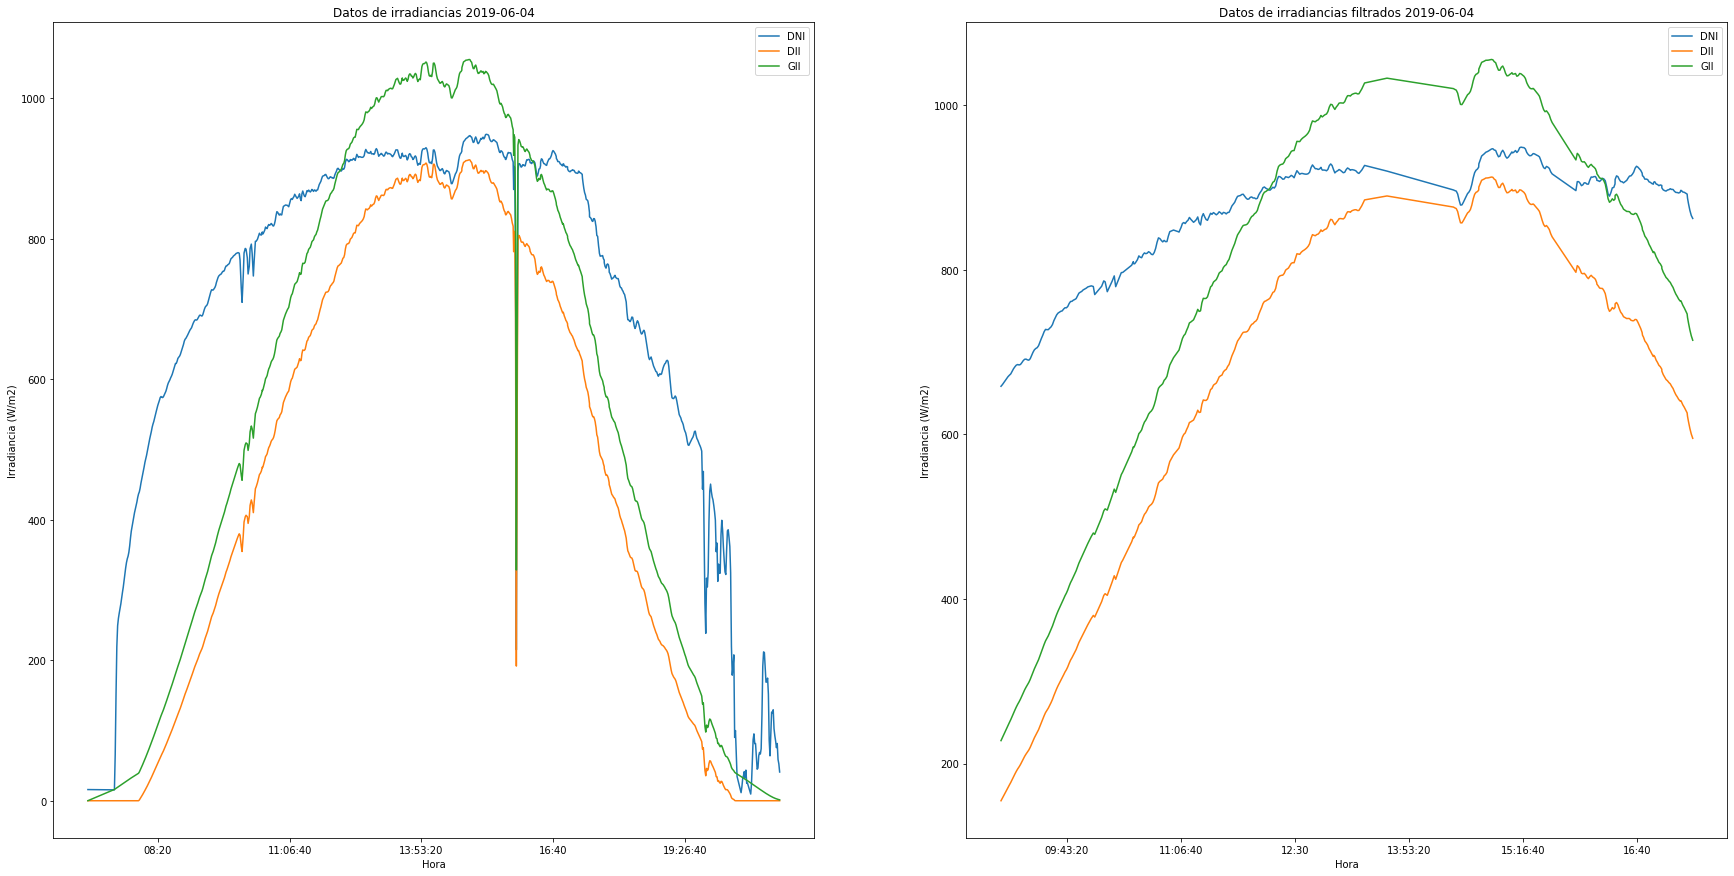 Datos de irradiancias 2019-06-04
DNI
DII
GII
Irradiancia (W/m2)
1000
800
600
400
200
0
08:20
11:06:40
13:53:20
16:40
19:26:40
Hora
Datos de irradiancias filtrados 2019-06-04
DNI
DII
GII
Irradiancia (W/m2)
1000
800
600
400
200
09:43:20
11:06:40
12:30
13:53:20
15:16:40
16:40
Hora